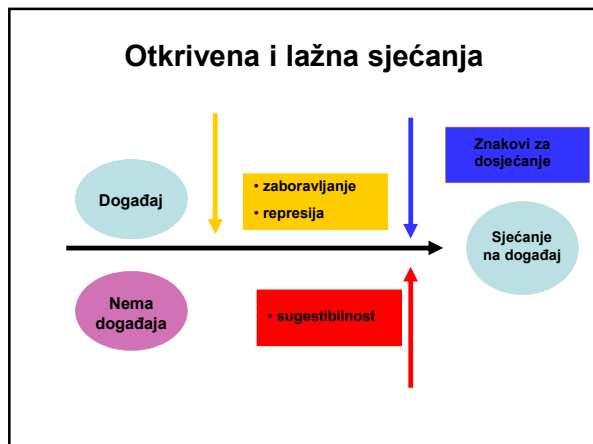 Otkrivena i lažna sjećanja
Znakovi za
dosjećanje
Događaj
• zaboravljanje
• represija
Sjećanje
na događaj
Nema
događaja
• sugestibilnost